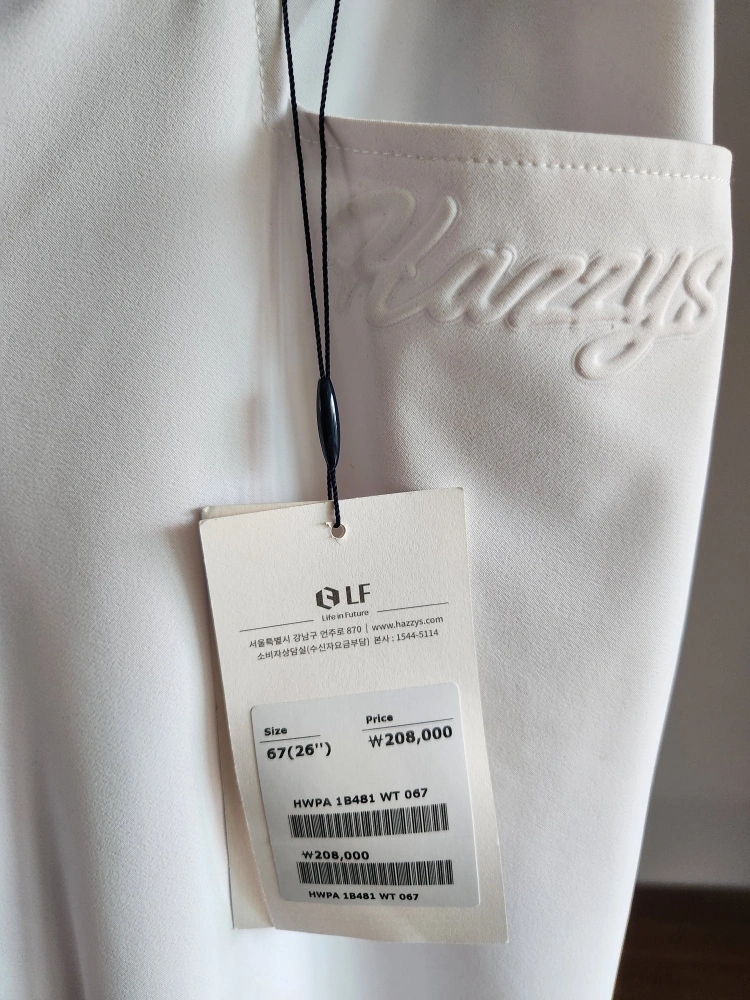 Hazzys
LF
Life in Future
서울특별시 강남구 언주로 870 | www.hazzys.com
소비자상담실(수신자요금부담) 본사 : 1544-5114
Size Price
67(26'') ₩208,000
HWPA 1B481 WT 067
₩208,000
HWPA 1B481 WT 067